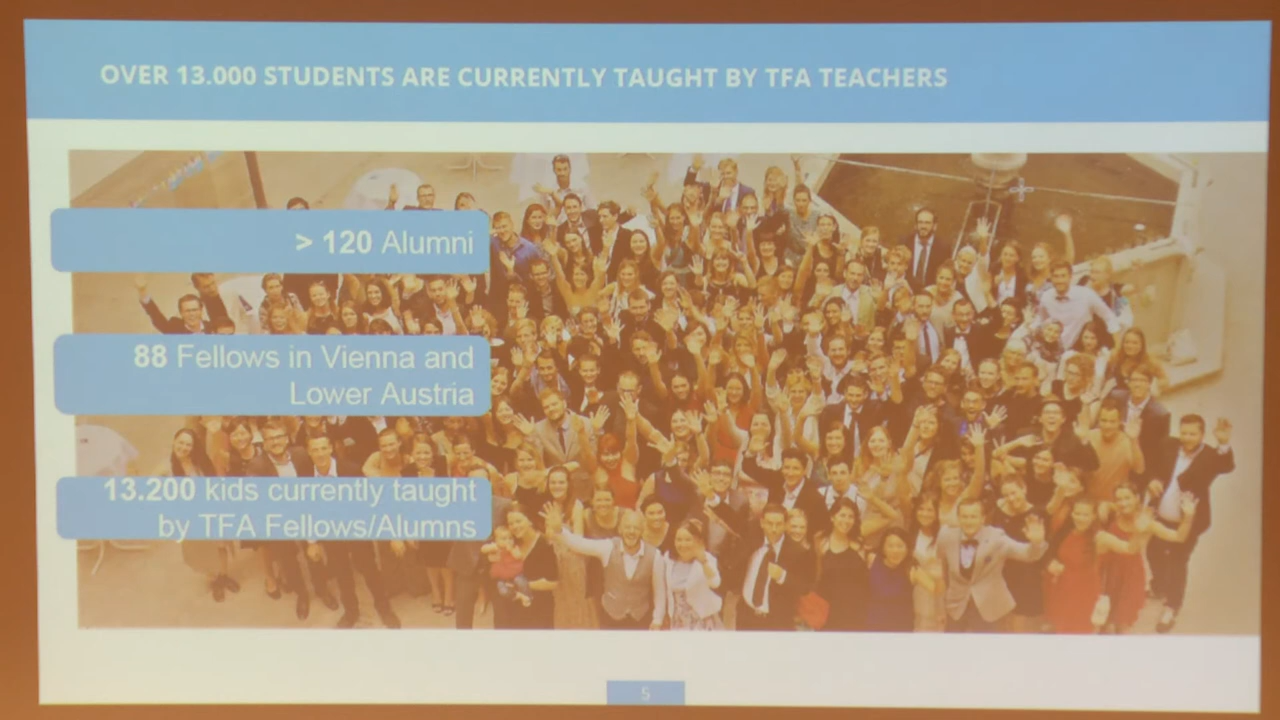 OVER 13.000 STUDENTS ARE CURRENTLY TAUGHT BY TFA TEACHERS
> 120 Alumni
88 Fellows in Vienna and
Lower Austria
13.200 kids currently taught
by TFA Fellows/Alumns
5